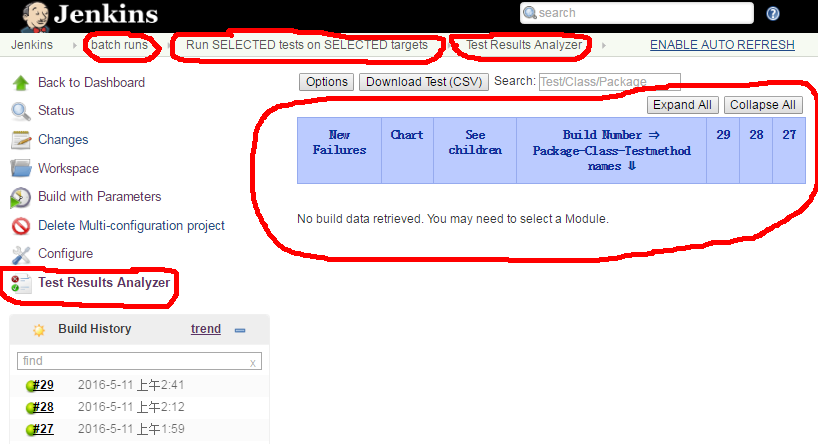 Jenkins
search
Jenkins batch runs Run SELECTED tests on SELECTED targets Test Results Analyzer ENABLE AUTO REFRESH
Back to Dashboard
Status
Changes
Workspace
Build with Parameters
Delete Multi-configuration project
Configure
Test Results Analyzer
Build History trend
find x
#29 2016-5-11 上午2:41
#28 2016-5-11 上午2:12
#27 2016-5-11 上午1:59
Options Download Test (CSV) Search: Test/Class/Package
Expand All Collapse All
New Failures Chart See children Build Number ⇒ Package-Class-Testmethod names ⇓ 29 28 27
No build data retrieved. You may need to select a Module.